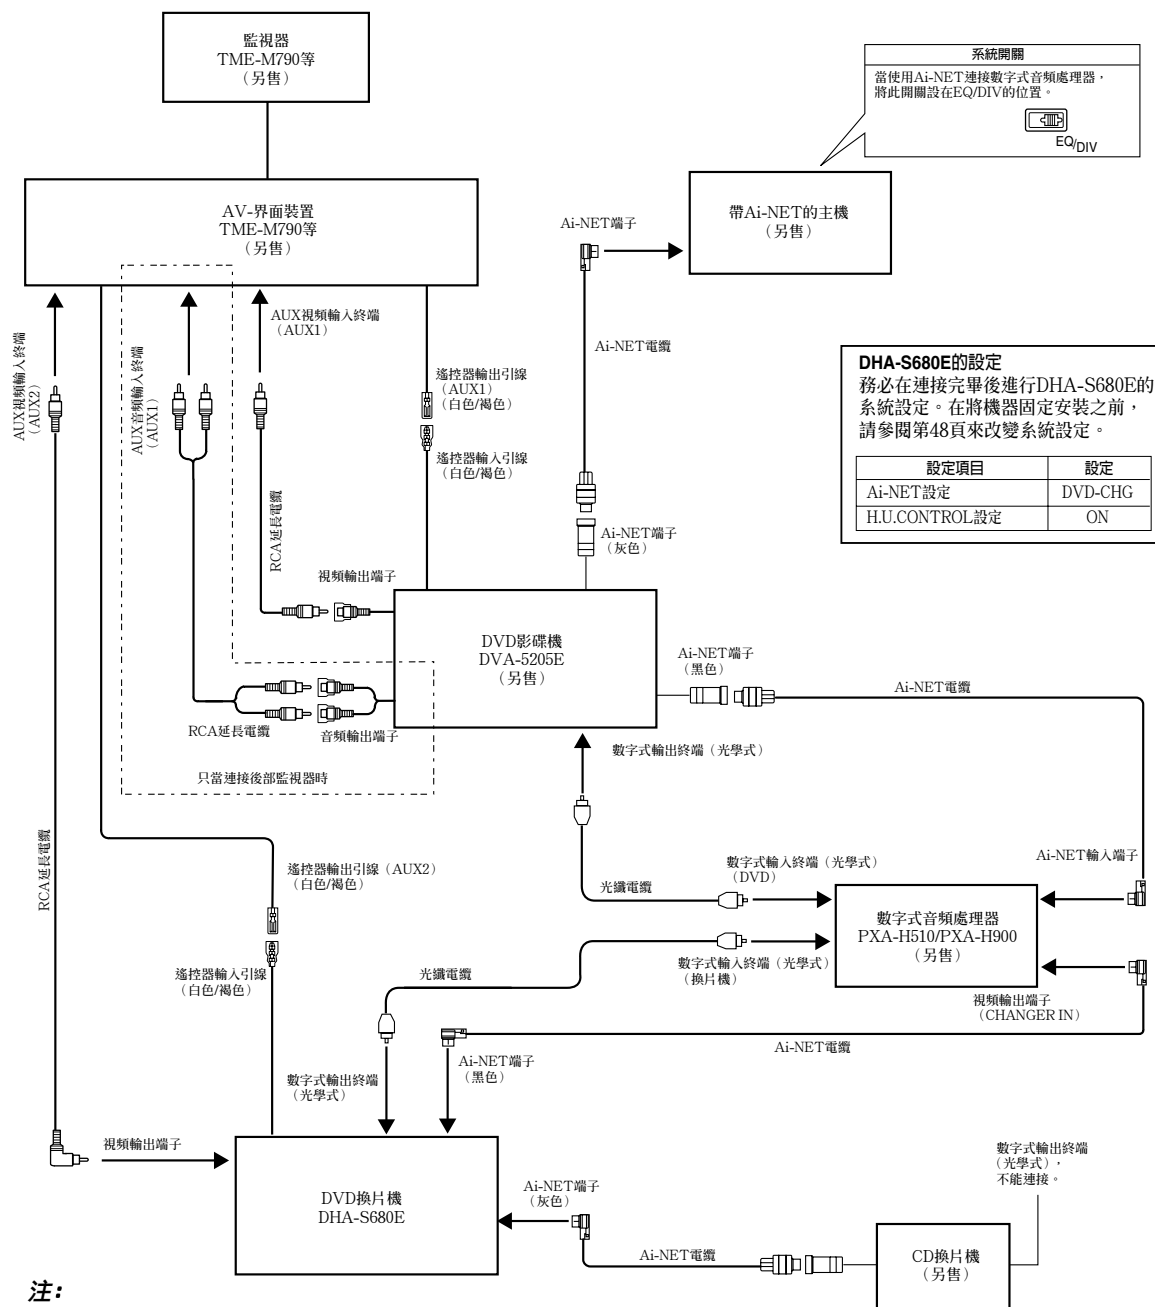 監視器
TME-M790等
（另售）
系統開關
當使用Ai-NET連接數字式音頻處理器，
將此開關設在EQ/DIV的位置。
EQ/DIV
AV-界面裝置
TME-M790等
（另售）
Ai-NET端子
帶Ai-NET的主機
（另售）
AUX視頻輸入終端
（AUX2）
AUX音頻輸入終端
（AUX1）
AUX視頻輸入終端
（AUX1）
Ai-NET電纜
遙控器輸出引線
（AUX1）
（白色/褐色）
遙控器輸入引線
（白色/褐色）
DHA-S680E的設定
務必在連接完畢後進行DHA-S680E的
系統設定。在將機器固定安裝之前，
請參閱第48頁來改變系統設定。
設定項目 設定
Ai-NET設定 DVD-CHG
H.U.CONTROL設定 ON
RCA延長電纜
Ai-NET端子
（灰色）
視頻輸出端子
DVD影碟機
DVA-5205E
（另售）
Ai-NET端子
（黑色）
Ai-NET電纜
RCA延長電纜
音頻輸出端子
數字式輸出終端（光學式）
只當連接後部監視器時
RCA延長電纜
遙控器輸出引線（AUX2）
（白色/褐色）
數字式輸入終端（光學式）
（DVD）
Ai-NET輸入端子
光纖電纜
數字式音頻處理器
PXA-H510/PXA-H900
（另售）
遙控器輸入引線
（白色/褐色）
光纖電纜
數字式輸入終端（光學式）
（換片機）
視頻輸出端子
（CHANGER IN）
Ai-NET電纜
數字式輸出終端
（光學式）
Ai-NET端子
（黑色）
視頻輸出端子
DVD換片機
DHA-S680E
Ai-NET端子
（灰色）
數字式輸出終端
（光學式），
不能連接。
Ai-NET電纜
CD換片機
（另售）
注：